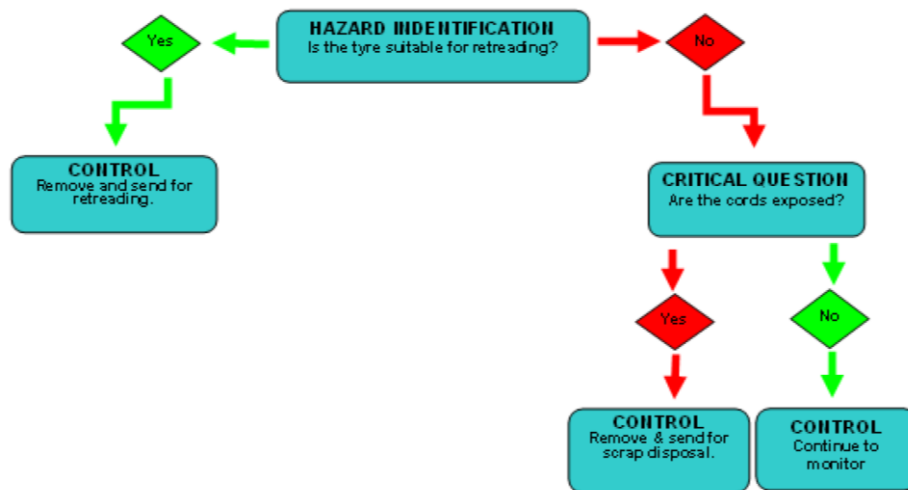 HAZARD INDENTIFICATION
Is the tyre suitable for retreading?
Yes
No
CONTROL
Remove and send for
retreading.
CRITICAL QUESTION
Are the cords exposed?
Yes
No
CONTROL
Remove & send for
scrap disposal.
CONTROL
Continue to
monitor